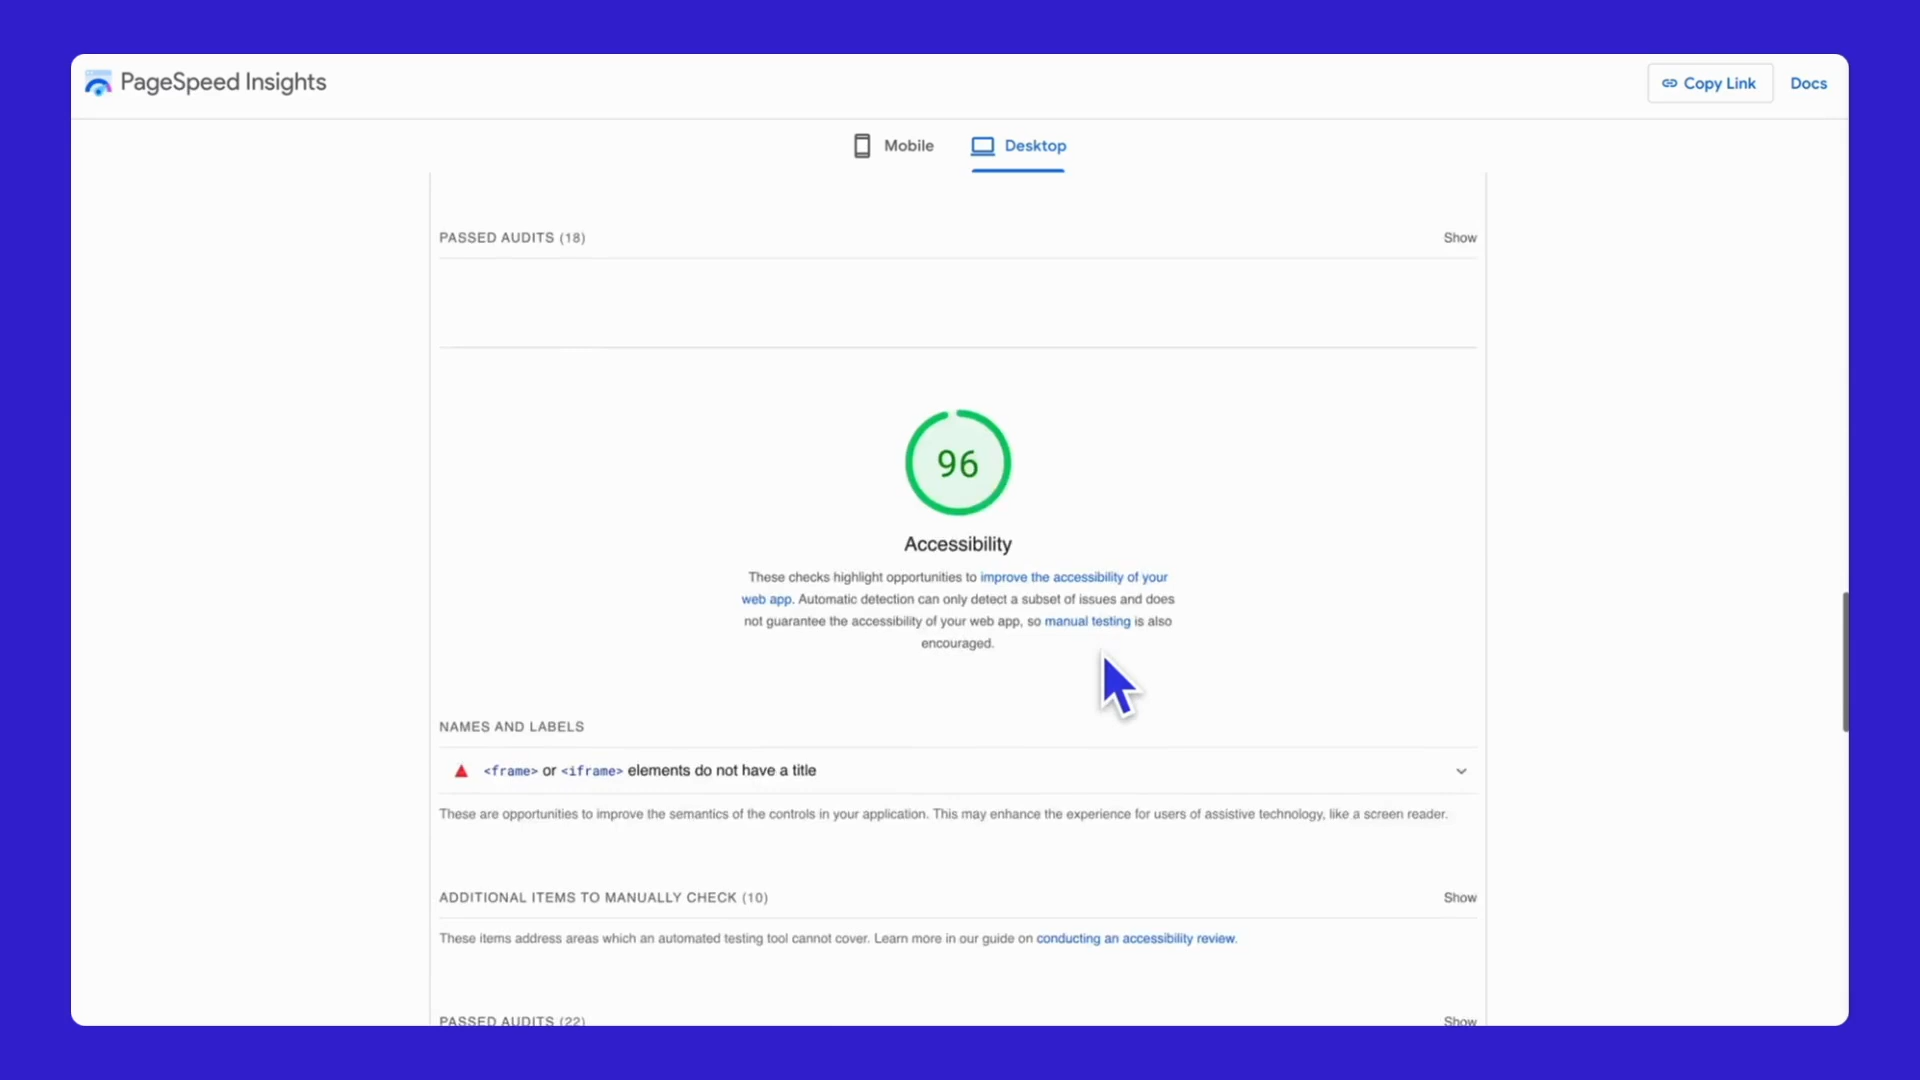 PageSpeed Insights
Copy Link
Docs
Mobile
Desktop
PASSED AUDITS (18)
Show
96
Accessibility
These checks highlight opportunities to improve the accessibility of your
web app. Automatic detection can only detect a subset of issues and does
not guarantee the accessibility of your web app, so manual testing is also
encouraged.
NAMES AND LABELS
<frame> or <iframe> elements do not have a title
These are opportunities to improve the semantics of the controls in your application. This may enhance the experience for users of assistive technology, like a screen reader.
ADDITIONAL ITEMS TO MANUALLY CHECK (10)
Show
These items address areas which an automated testing tool cannot cover. Learn more in our guide on conducting an accessibility review.
PASSED AUDITS (22)
Show